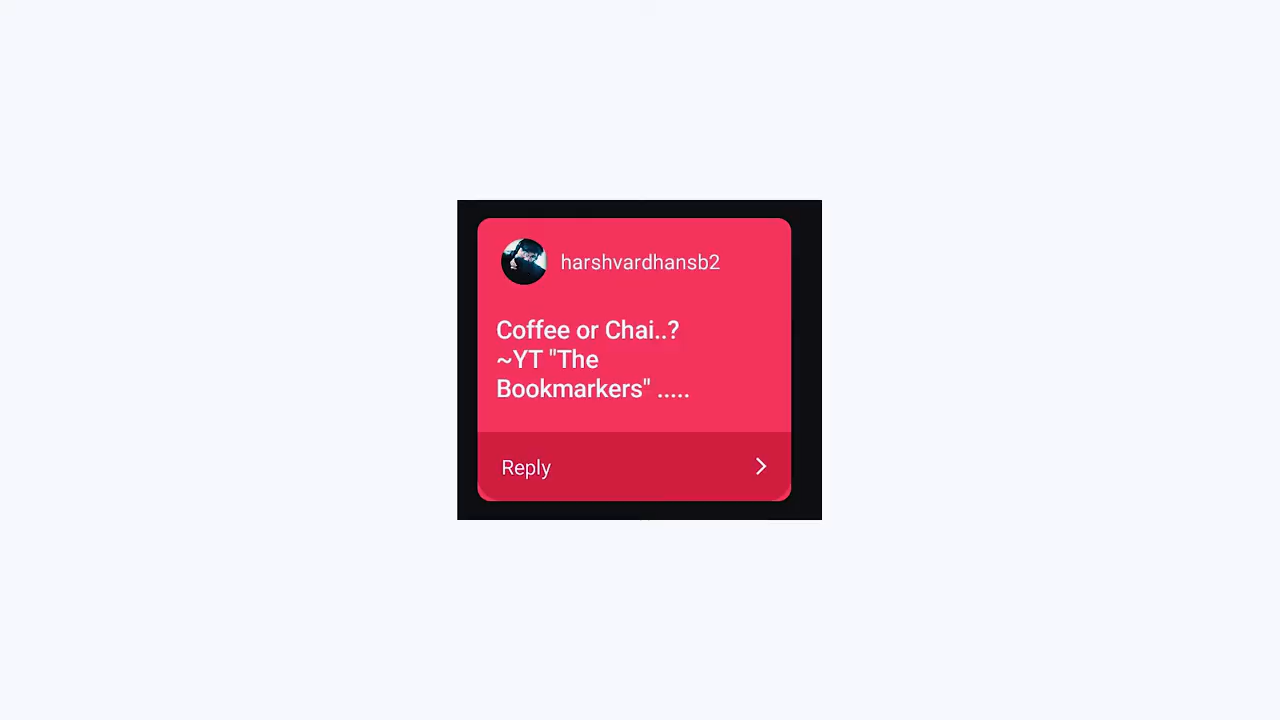 harshvardhansb2
Coffee or Chai..?
~YT "The
Bookmarkers" .....
Reply